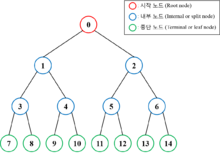 시작 노드 (Root node)
내부 노드 (Internal or split node)
종단 노드 (Terminal or leaf node)
0
1 2
3 4 5 6
7 8 9 10 11 12 13 14